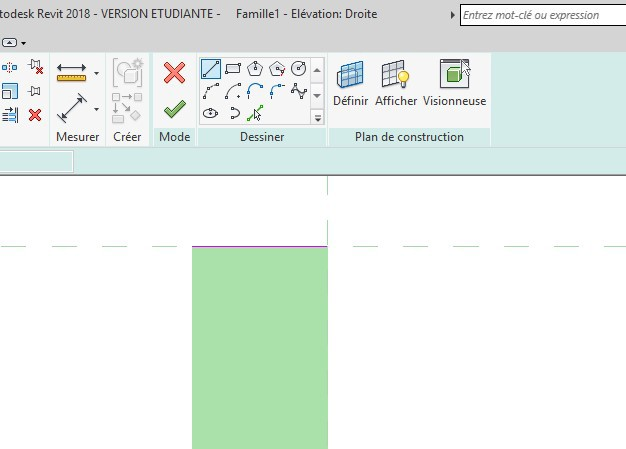 todesk Revit 2018 - VERSION ETUDIANTE - Famille1 - Elévation: Droite
Entrez mot-clé ou expression
Définir Afficher Visionneuse
Mesurer Créer Mode Dessiner Plan de construction